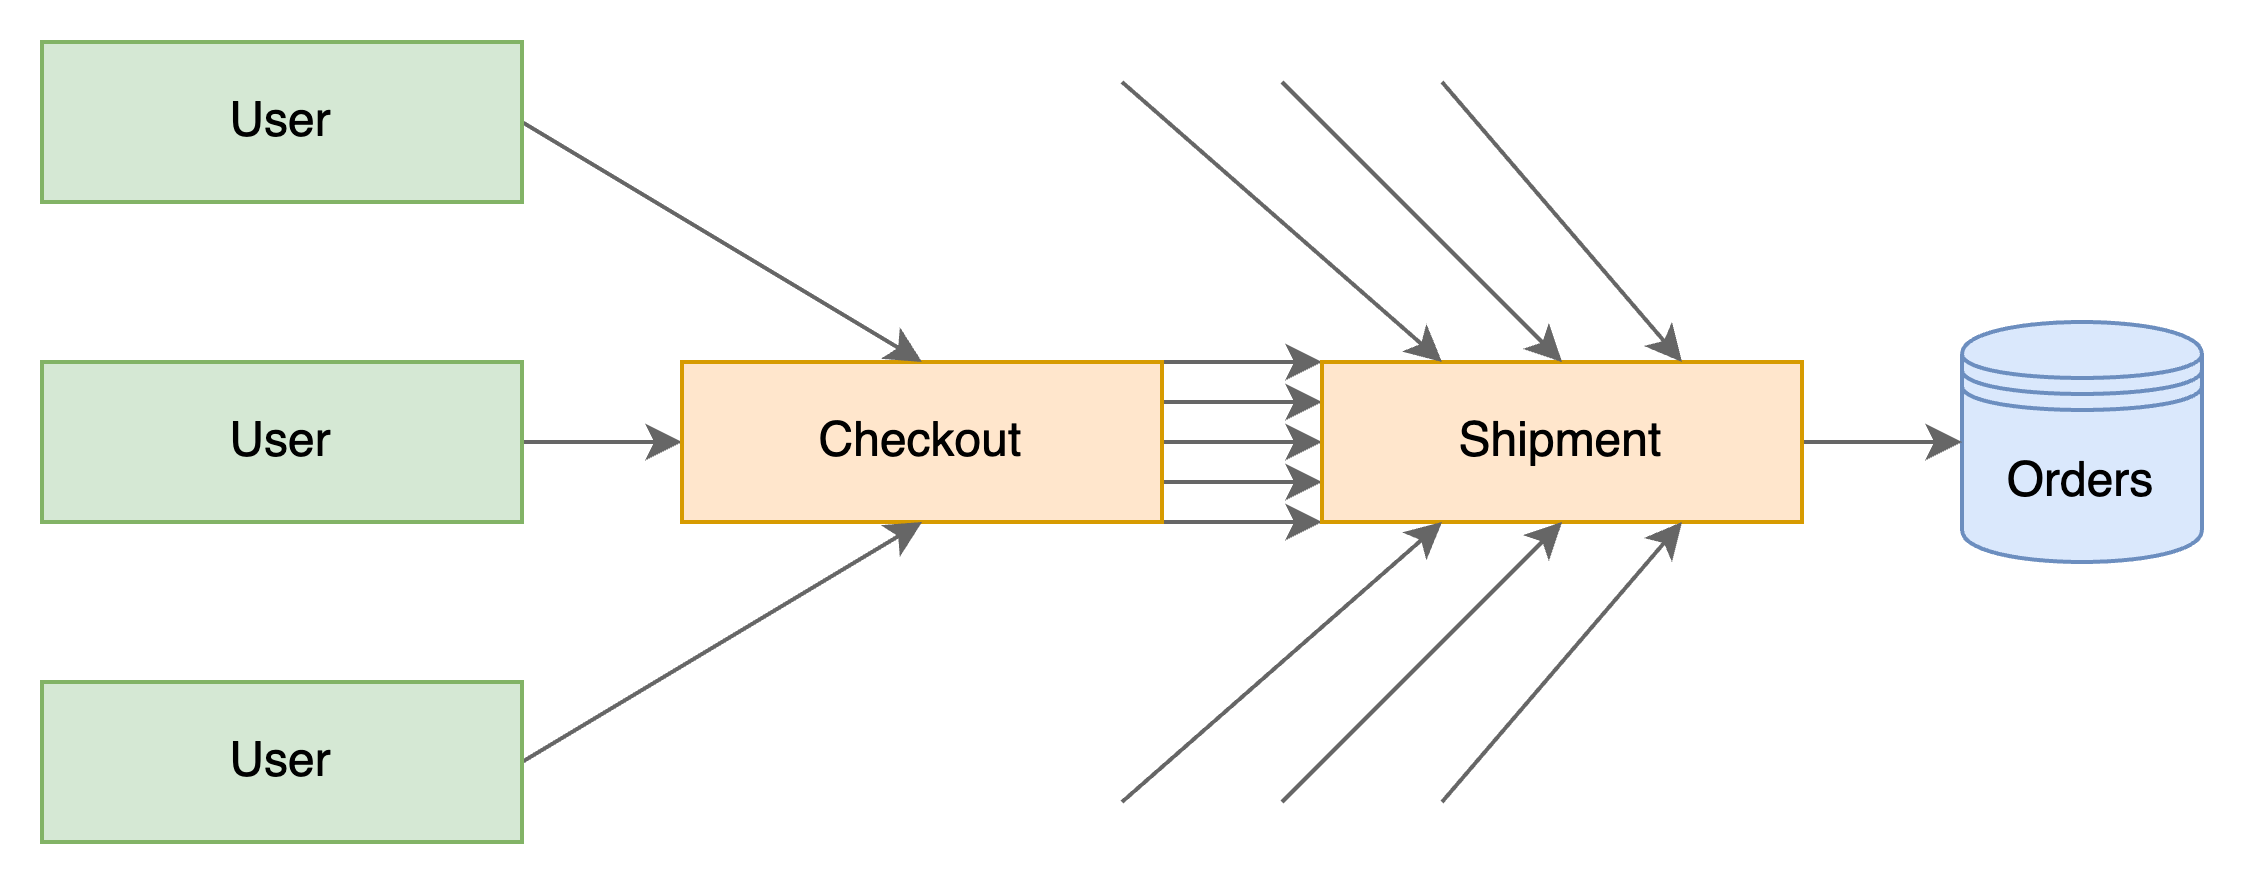 User
User
Checkout
Shipment
Orders
User